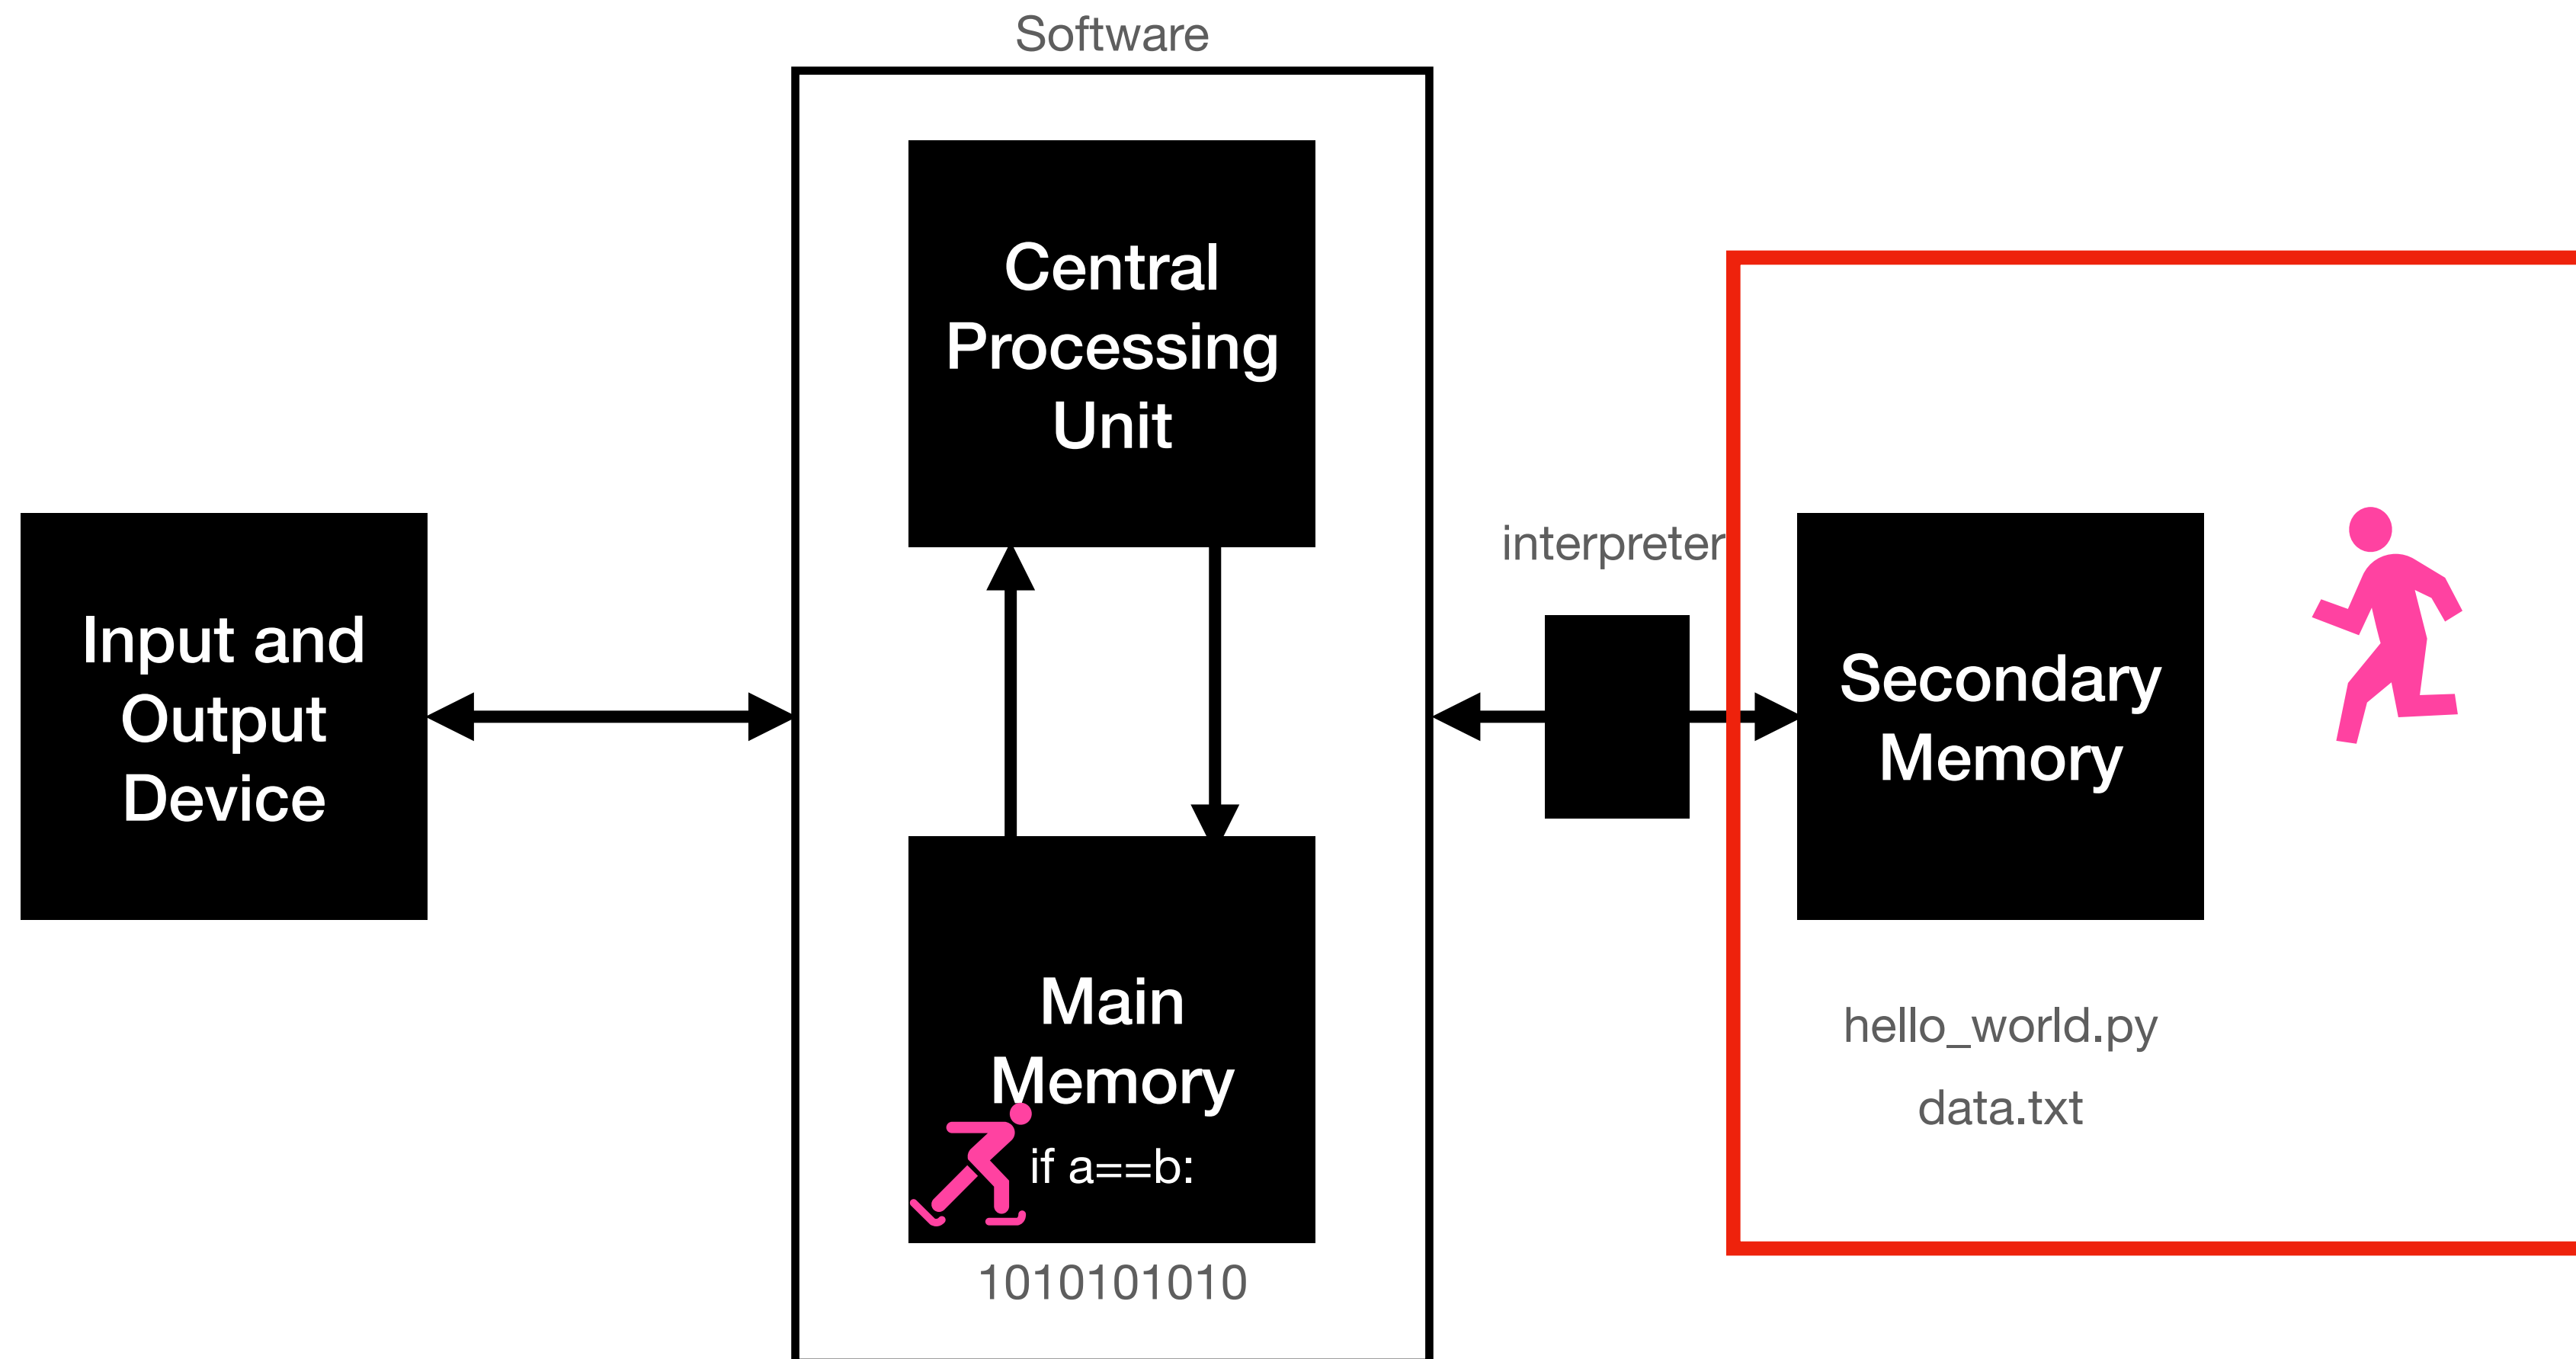 Software
Central
Processing
Unit
Input and
Output
Device
interpreter
Secondary
Memory
Main
Memory
if a==b:
1010101010
hello_world.py
data.txt